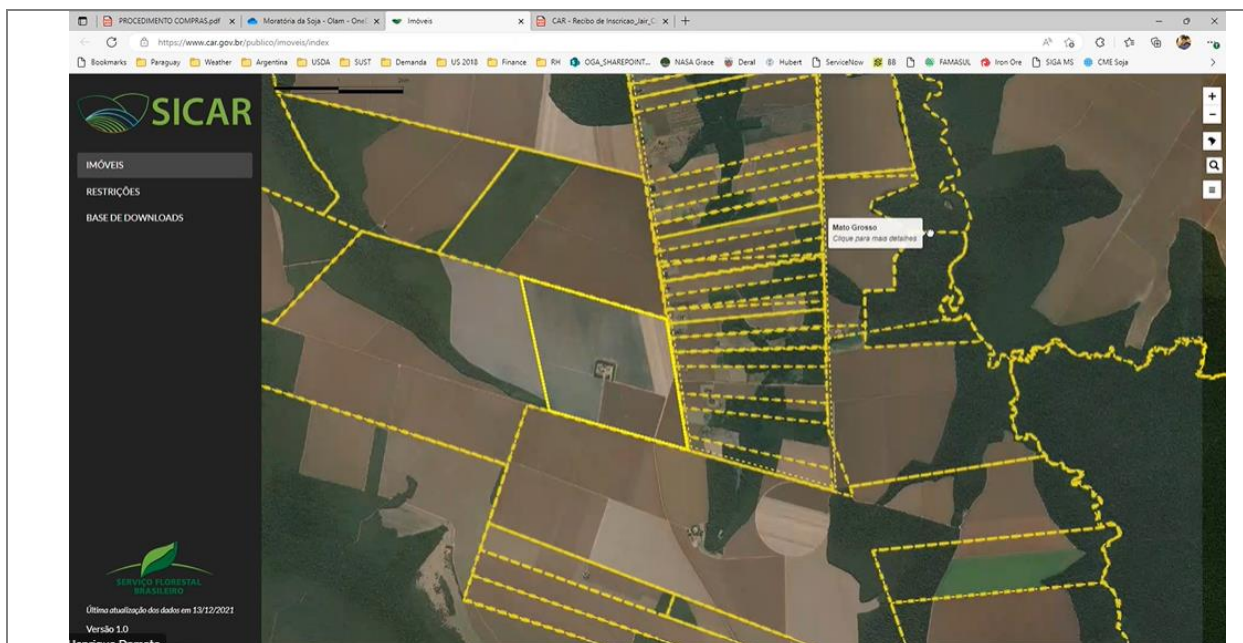 PROCEDIMENTO COMPRAS.pdf
Moratória da Soja - Olam - One
Imóveis
CAR - Recibo de Inscricao_Jair_C
https://www.car.gov.br/publico/imoveis/index
Bookmarks Paraguay Weather Argentina USDA SUST Demanda US 2018 Finance RH OGA_SHAREPOINT... NASA Grace Deral Hubert ServiceNow BB FAMASUL Iron Ore SIGA MS CME Soja
SICAR
IMÓVEIS
RESTRIÇÕES
BASE DE DOWNLOADS
Mato Grosso
Clique para mais detalhes
SERVIÇO FLORESTAL
BRASILEIRO
Última atualização dos dados em 13/12/2021
Versão 1.0